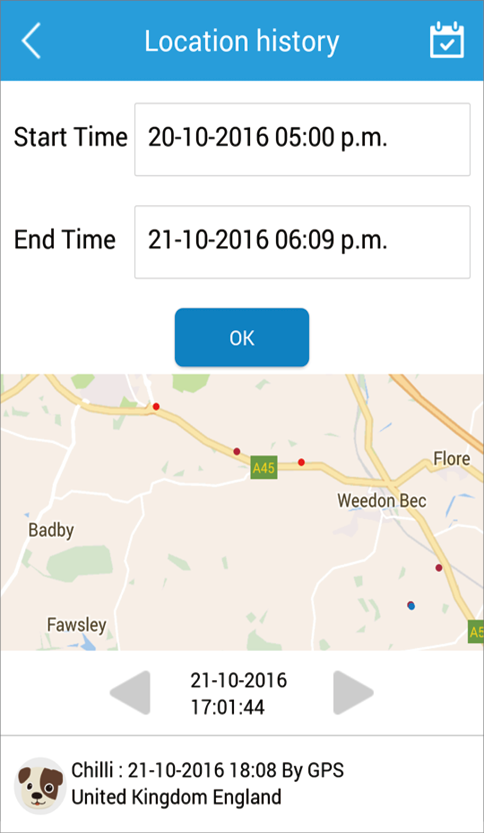 Location history
Start Time 20-10-2016 05:00 p.m.
End Time 21-10-2016 06:09 p.m.
OK
A45
Flore
Weedon Bec
Badby
Fawsley
A5
21-10-2016
17:01:44
Chilli : 21-10-2016 18:08 By GPS
United Kingdom England